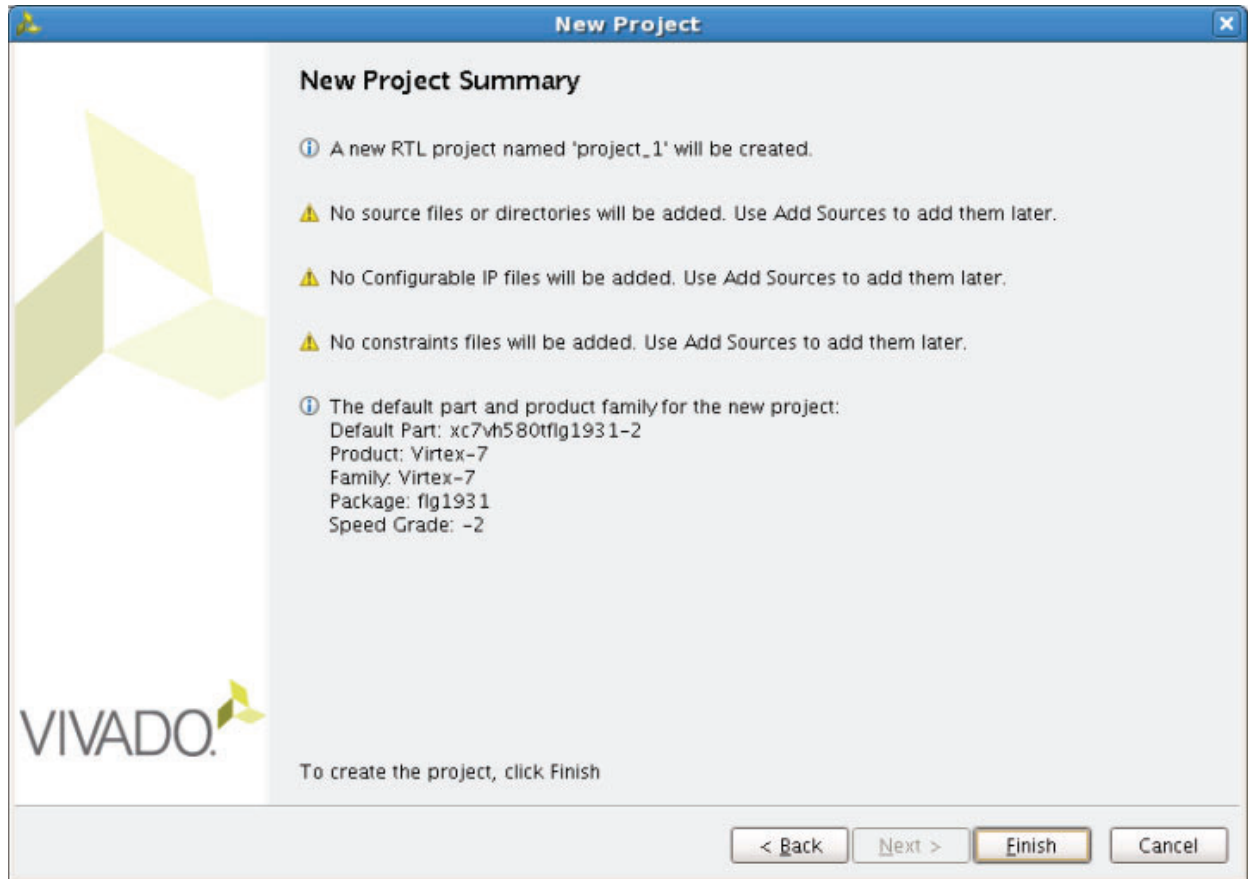 New Project
New Project Summary
A new RTL project named 'project_1' will be created.
No source files or directories will be added. Use Add Sources to add them later.
No Configurable IP files will be added. Use Add Sources to add them later.
No constraints files will be added. Use Add Sources to add them later.
The default part and product family for the new project:
Default Part: xc7vh580tflg1931-2
Product: Virtex-7
Family: Virtex-7
Package: flg1931
Speed Grade: -2
VIVADO.
To create the project, click Finish
< Back Next > Finish Cancel